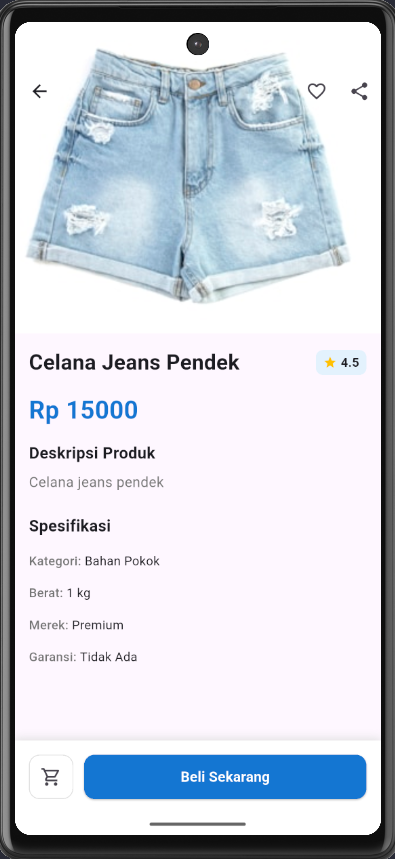 Celana Jeans Pendek
4.5
Rp 15000
Deskripsi Produk
Celana jeans pendek
Spesifikasi
Kategori: Bahan Pokok
Berat: 1 kg
Merek: Premium
Garansi: Tidak Ada
Beli Sekarang